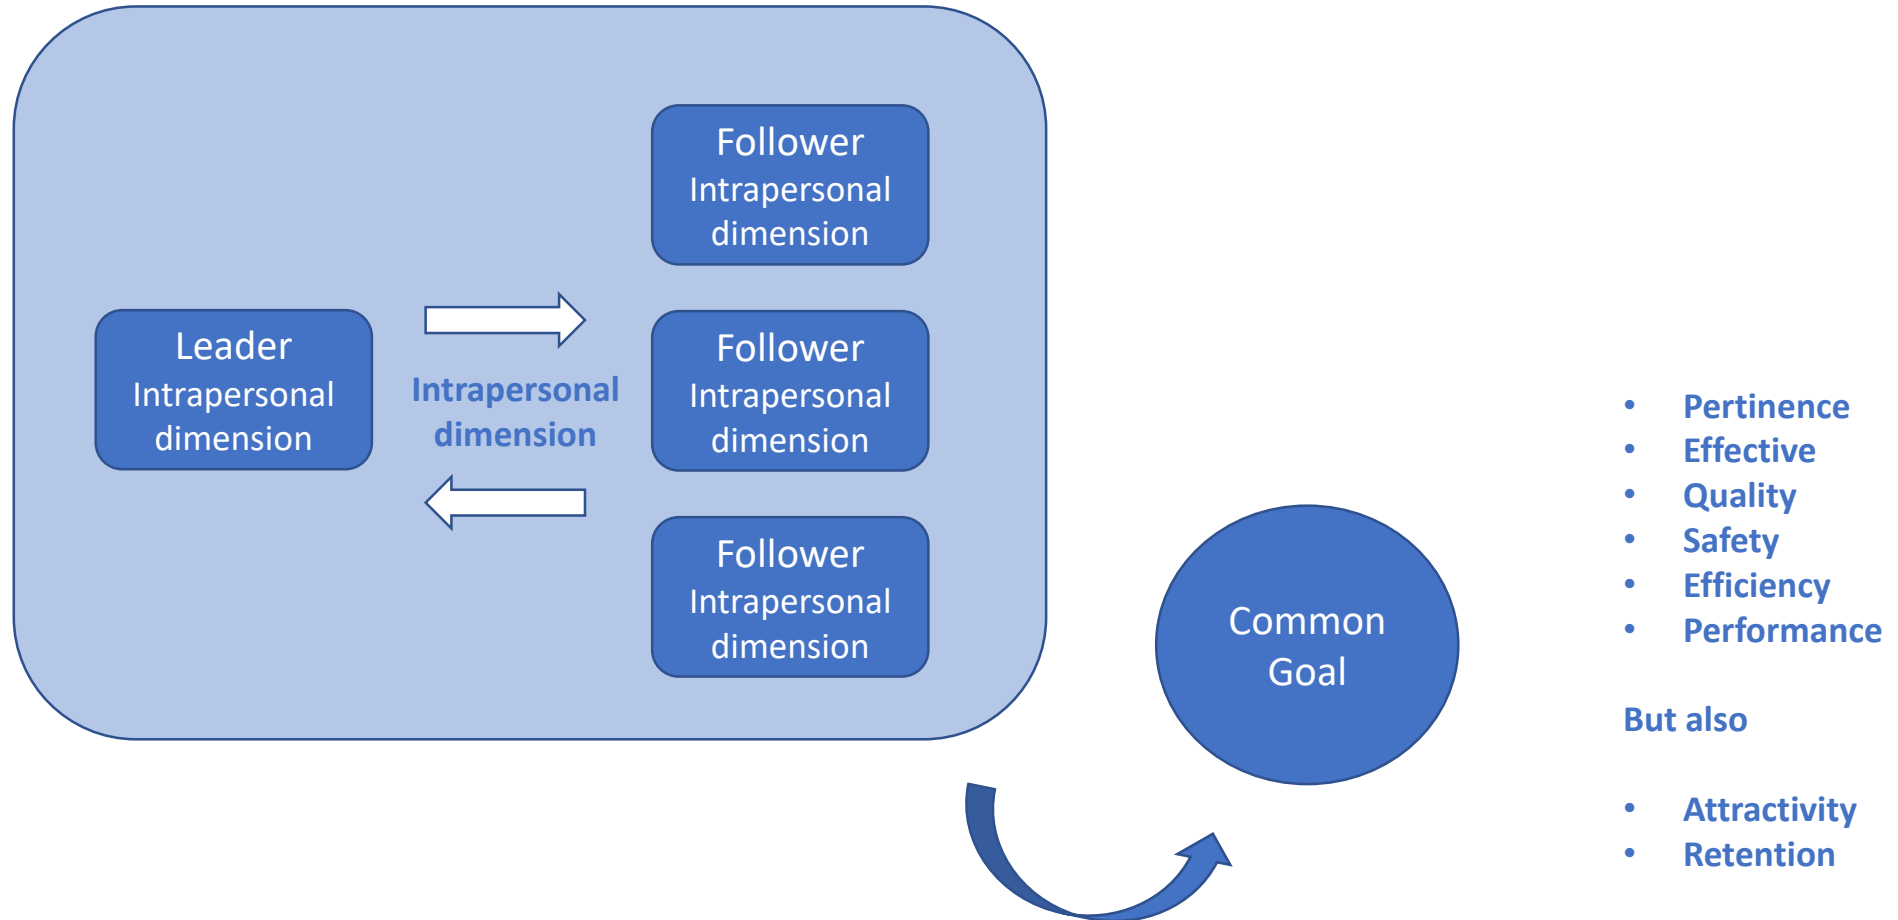 Follower
Intrapersonal
dimension
Leader
Intrapersonal
dimension
Intrapersonal
dimension
Follower
Intrapersonal
dimension
Follower
Intrapersonal
dimension
Common
Goal
• Pertinence
• Effective
• Quality
• Safety
• Efficiency
• Performance
But also
• Attractivity
• Retention